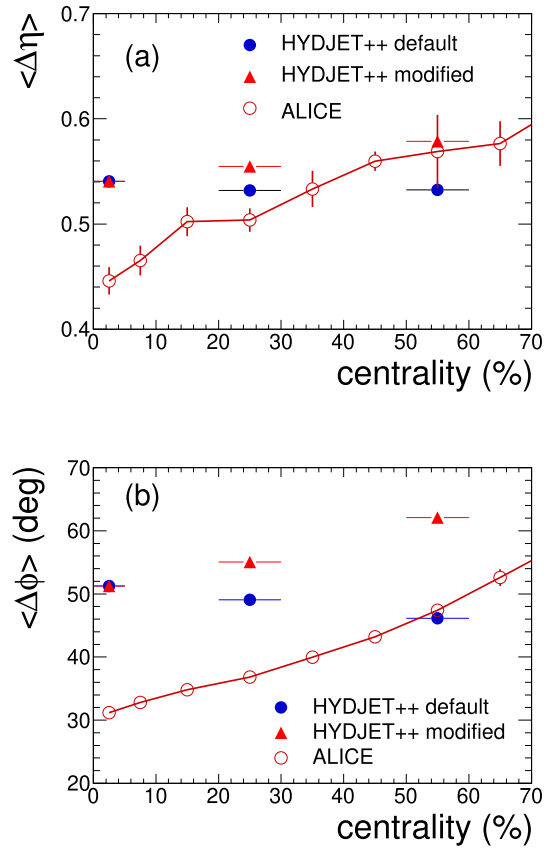 <Δη>
(a)
HYDJET++ default
HYDJET++ modified
ALICE
0.7
0.6
0.5
0.4
0 10 20 30 40 50 60 70
centrality (%)
<Δϕ> (deg)
(b)
70
60
50
40
30
20
HYDJET++ default
HYDJET++ modified
ALICE
0 10 20 30 40 50 60 70
centrality (%)